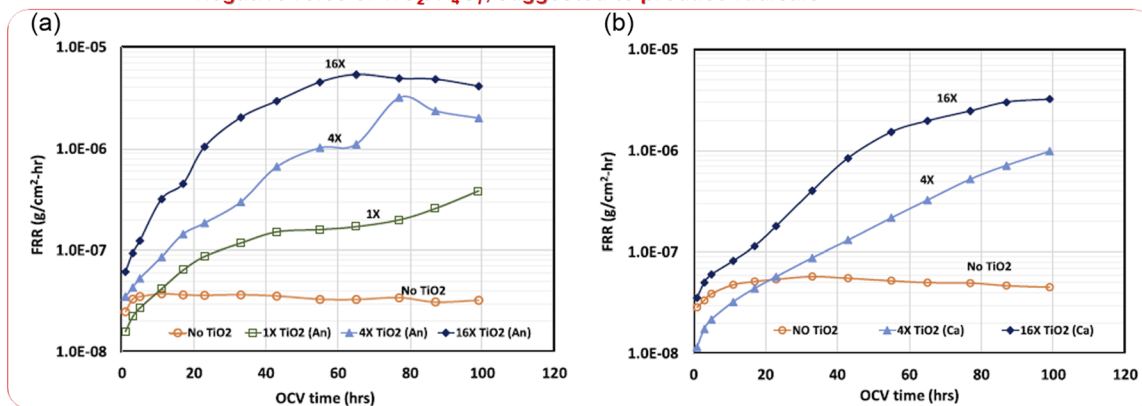 (a)
1.0E-05
1.0E-06
1.0E-07
1.0E-08
FRR (g/cm²-hr)
16X
4X
1X
No TiO2
No TiO2
1X TiO2 (An)
4X TiO2 (An)
16X TiO2 (An)
0
20
40
60
80
100
120
OCV time (hrs)
(b)
1.0E-05
1.0E-06
1.0E-07
1.0E-08
FRR (g/cm²-hr)
16X
4X
No TiO2
NO TiO2
4X TiO2 (Ca)
16X TiO2 (Ca)
0
20
40
60
80
100
120
OCV time (hrs)